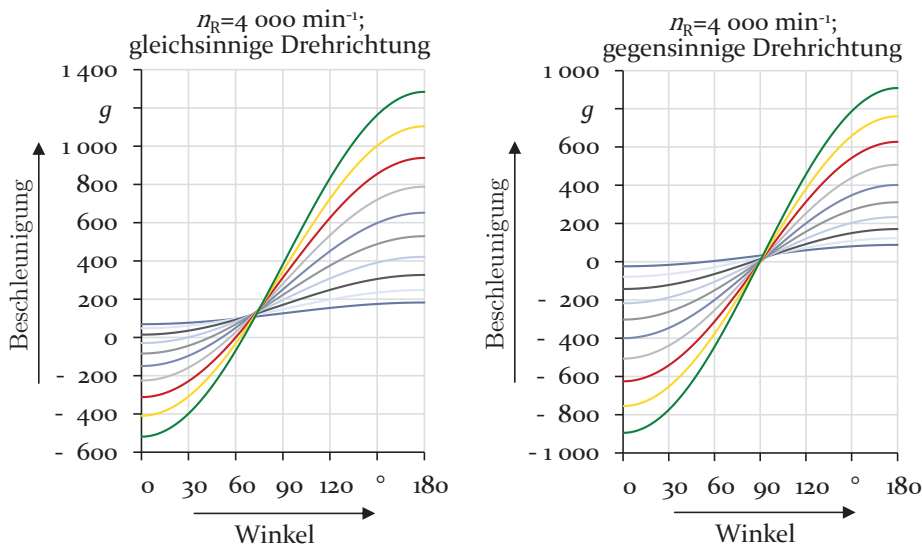 n_R=4 000 min⁻¹;
gleichsinnige Drehrichtung
1 400
g
1 000
800
600
400
200
0
- 200
- 400
- 600
Beschleunigung
0 30 60 90 120 ° 180
Winkel
n_R=4 000 min⁻¹;
gegensinnige Drehrichtung
1 000
g
600
400
200
0
- 200
- 400
- 600
- 800
- 1 000
Beschleunigung
0 30 60 90 120 ° 180
Winkel